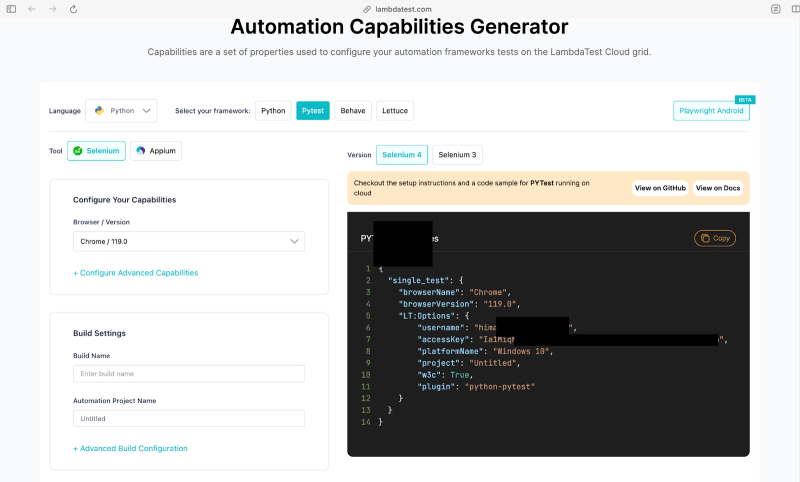 lambdatest.com
Automation Capabilities Generator
Capabilities are a set of properties used to configure your automation frameworks tests on the LambdaTest Cloud grid.
Language Python Select your framework: Python Pytest Behave Lettuce
BETA
Playwright Android
Tool Selenium Appium
Version Selenium 4 Selenium 3
Configure Your Capabilities
Browser / Version
Chrome / 119.0
+ Configure Advanced Capabilities
Build Settings
Build Name
Enter build name
Automation Project Name
Untitled
+ Advanced Build Configuration
Checkout the setup instructions and a code sample for PYTest running on
cloud
View on GitHub View on Docs
Copy
1 {
2 "single_test": {
3 "browserName": "Chrome",
4 "browserVersion": "119.0",
5 "LT:Options": {
6 "username": "hima ",
7 "accessKey": " ",
8 "platformName": "Windows 10",
9 "project": "Untitled",
10 "w3c": True,
11 "plugin": "python-pytest"
12 }
13 }
14 }